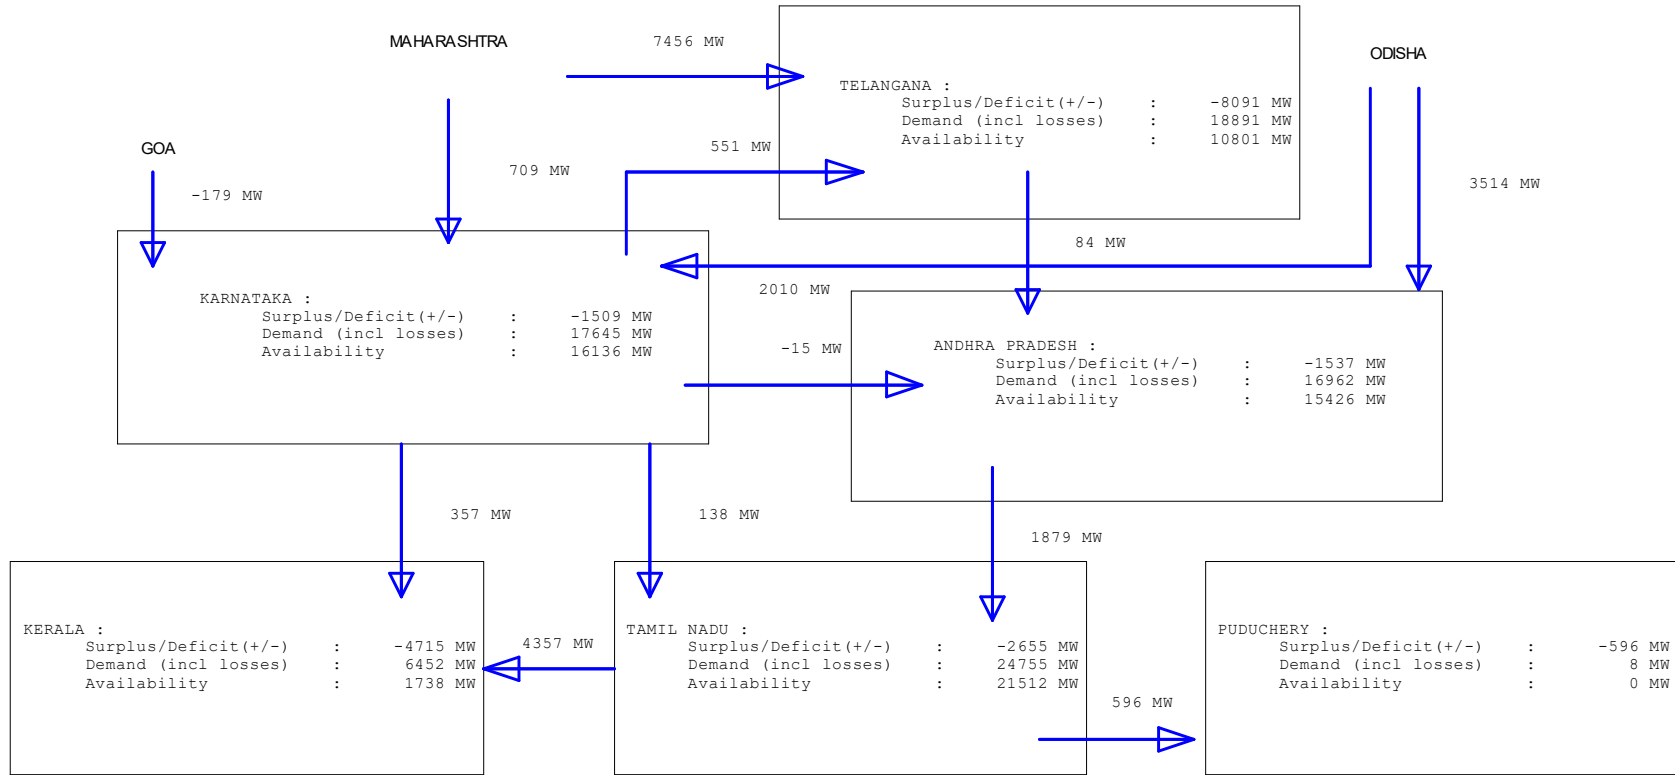 MAHARASHTRA
7456 MW
ODISHA
TELANGANA :
Surplus/Deficit(+/-) : -8091 MW
Demand (incl losses) : 18891 MW
Availability : 10801 MW
GOA
551 MW
709 MW
3514 MW
-179 MW
84 MW
2010 MW
KARNATAKA :
Surplus/Deficit(+/-) : -1509 MW
Demand (incl losses) : 17645 MW
Availability : 16136 MW
-15 MW
ANDHRA PRADESH :
Surplus/Deficit(+/-) : -1537 MW
Demand (incl losses) : 16962 MW
Availability : 15426 MW
357 MW
138 MW
1879 MW
KERALA :
Surplus/Deficit(+/-) : -4715 MW
Demand (incl losses) : 6452 MW
Availability : 1738 MW
4357 MW
TAMIL NADU :
Surplus/Deficit(+/-) : -2655 MW
Demand (incl losses) : 24755 MW
Availability : 21512 MW
596 MW
PUDUCHERY :
Surplus/Deficit(+/-) : -596 MW
Demand (incl losses) : 8 MW
Availability : 0 MW